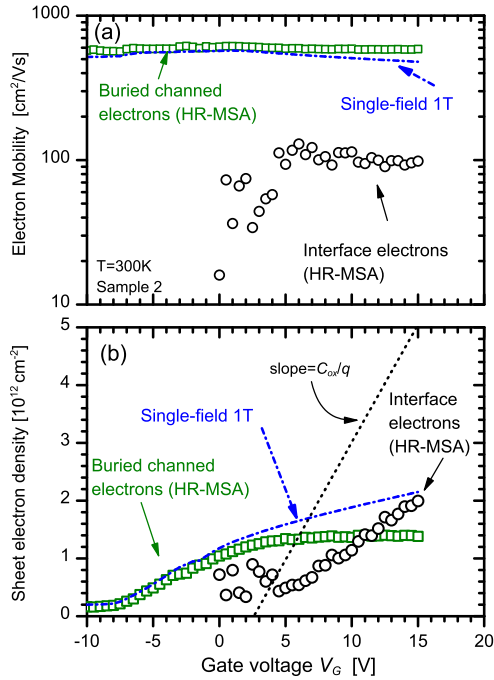 1000
(a)
Buried channed
electrons (HR-MSA)
Single-field 1T
100
Electron Mobility [cm²/Vs]
Interface electrons
(HR-MSA)
T=300K
Sample 2
10
5
(b)
slope=Cox/q
4
Interface
electrons
(HR-MSA)
Single-field 1T
3
Buried channed
electrons (HR-MSA)
Sheet electron density [10¹²cm⁻²]
2
1
0
-10 -5 0 5 10 15 20
Gate voltage VG [V]